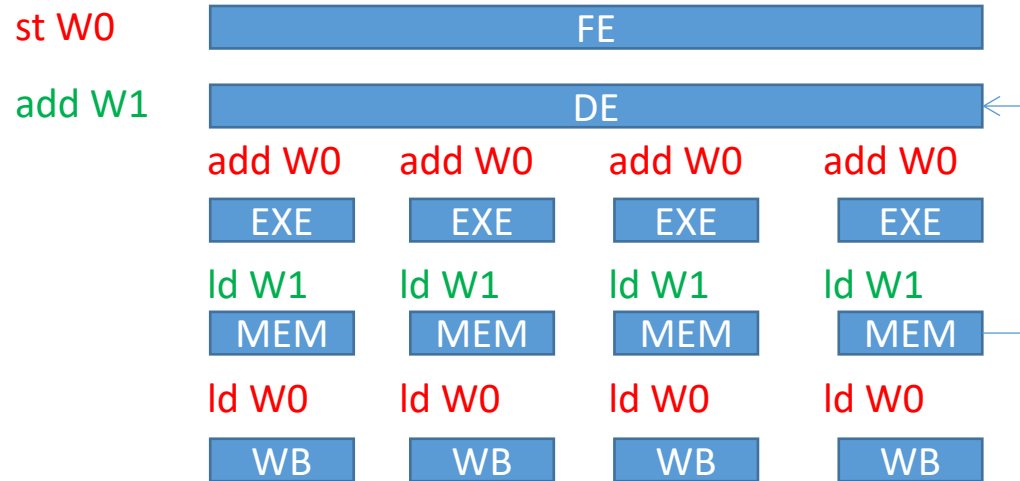 st W0 FE
add W1 DE
add W0 add W0 add W0 add W0
EXE EXE EXE EXE
ld W1 ld W1 ld W1 ld W1
MEM MEM MEM MEM
ld W0 ld W0 ld W0 ld W0
WB WB WB WB